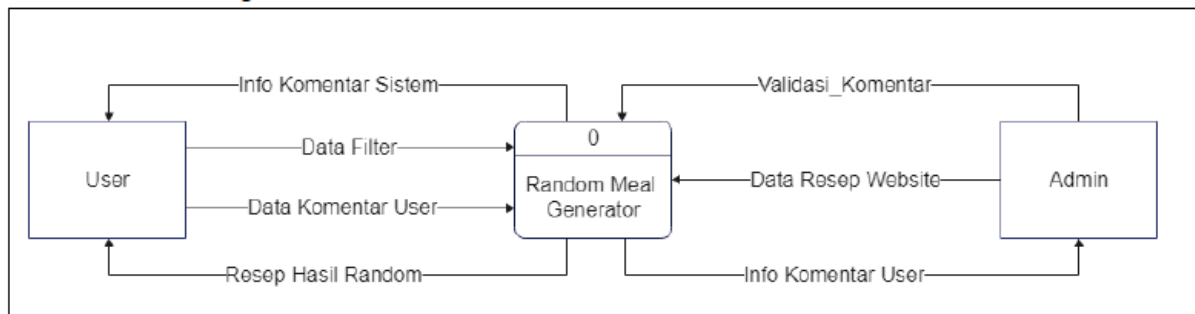 Info Komentar Sistem
Validasi_Komentar
0
Data Filter
User
Random Meal
Generator
Data Resep Website
Admin
Data Komentar User
Resep Hasil Random
Info Komentar User